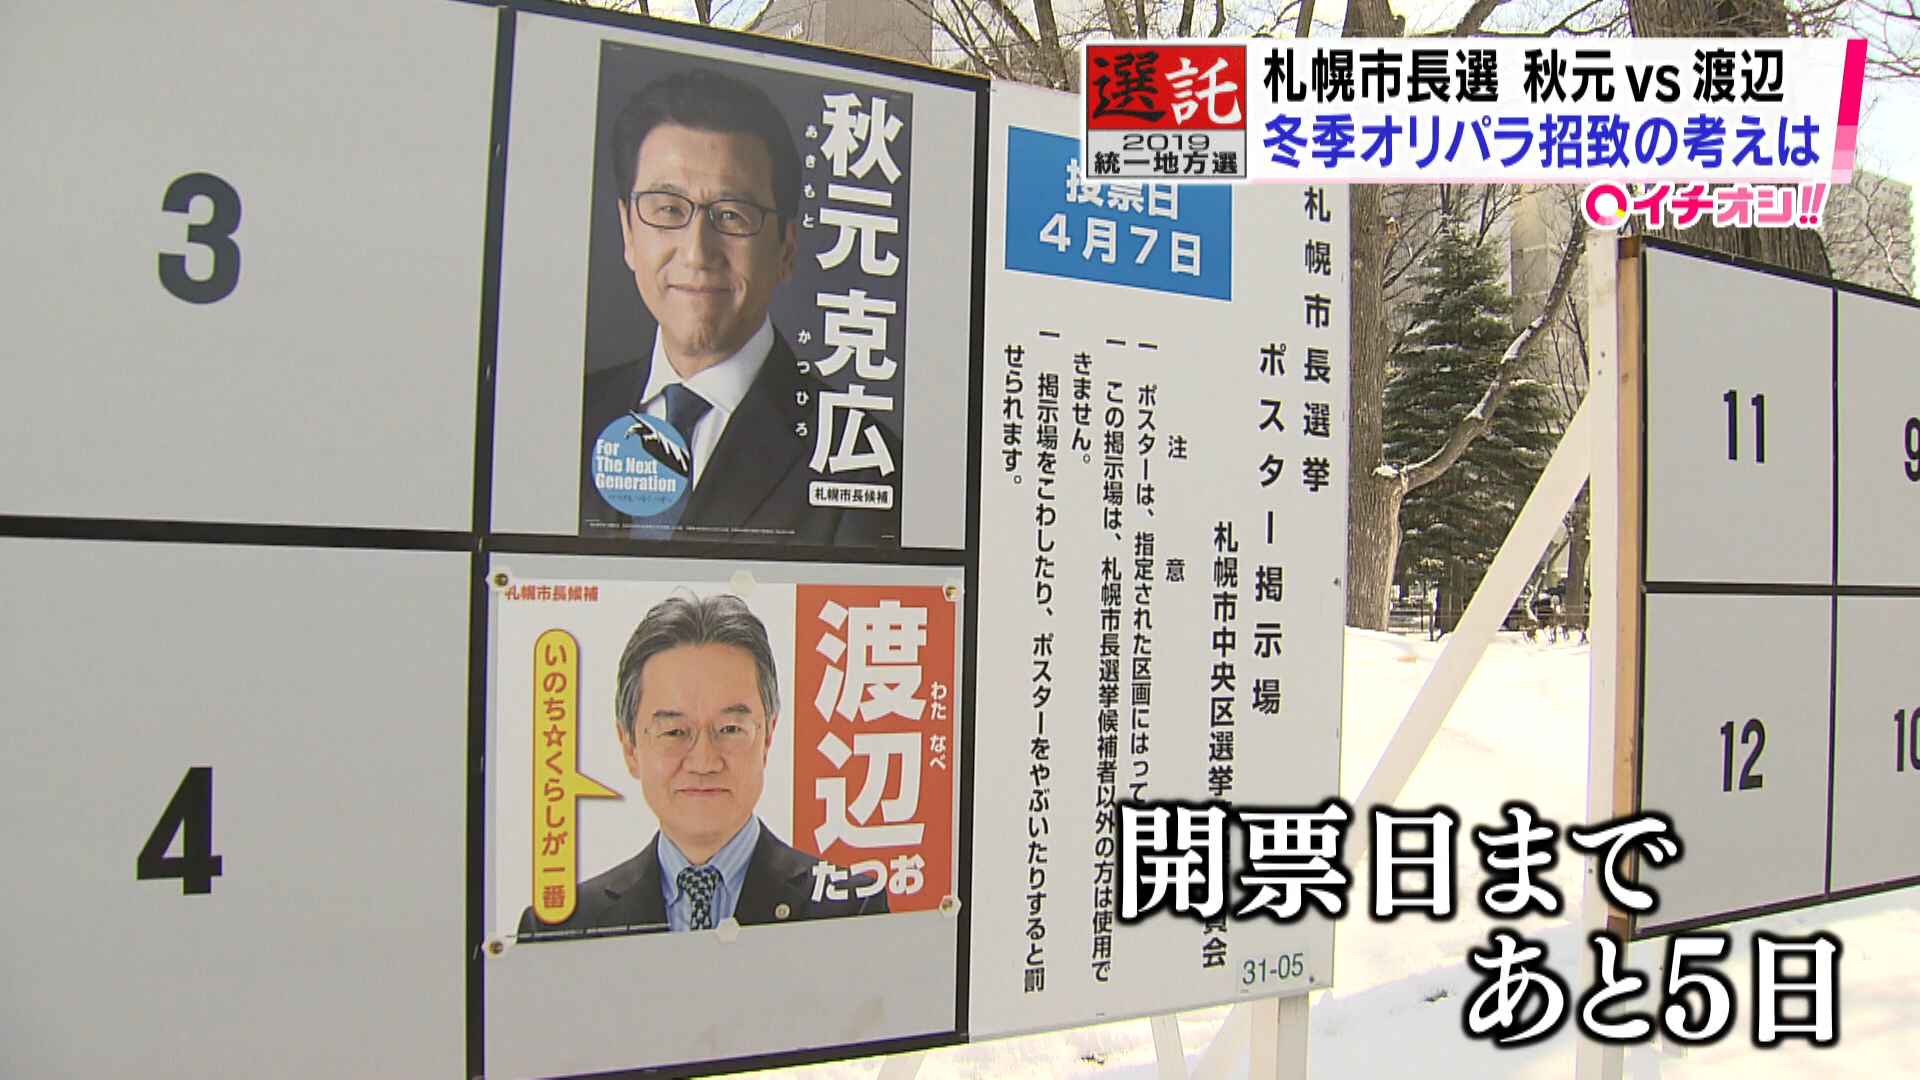 選託
2019
統一地方選
札幌市長選 秋元vs渡辺
冬季オリパラ招致の考えは
イチオシ!!
3
4
秋元克広
あきもと
かつひろ
For
The Next
Generation
札幌市長候補
札幌市長候補
いのち☆くらしが一番
渡辺
わたなべ
たつお
投票日
4月7日
札幌市長選挙
ポスター掲示場
札幌市中央区選挙
員会
注意
一 ポスターは、指定された区画にはって
一 この掲示場は、札幌市長選挙候補者以外の方は使用で
きません。
一 掲示場をこわしたり、ポスターをやぶいたりすると罰
せられます。
31-05
11
9
12
10
開票日まで
あと5日